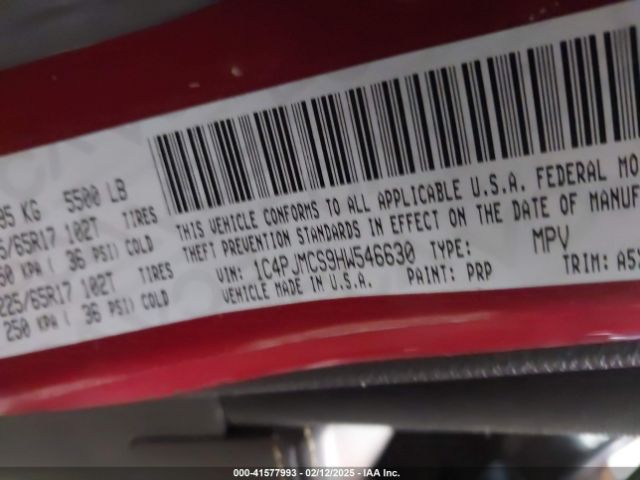 95 KG 5500 LB
5/65R17 102T TIRES
50 KPA ( 36 PSI) COLD
225/65R17 102T TIRES
250 KPA ( 36 PSI) COLD
THIS VEHICLE CONFORMS TO ALL APPLICABLE U.S.A. FEDERAL MO
THEFT PREVENTION STANDARDS IN EFFECT ON THE DATE OF MANUF
VIN: 1C4PJMCS9HW546630 TYPE: MPV
VEHICLE MADE IN U.S.A. PAINT: PRP TRIM: A5
000-41577993 - 02/12/2025 - IAA Inc.